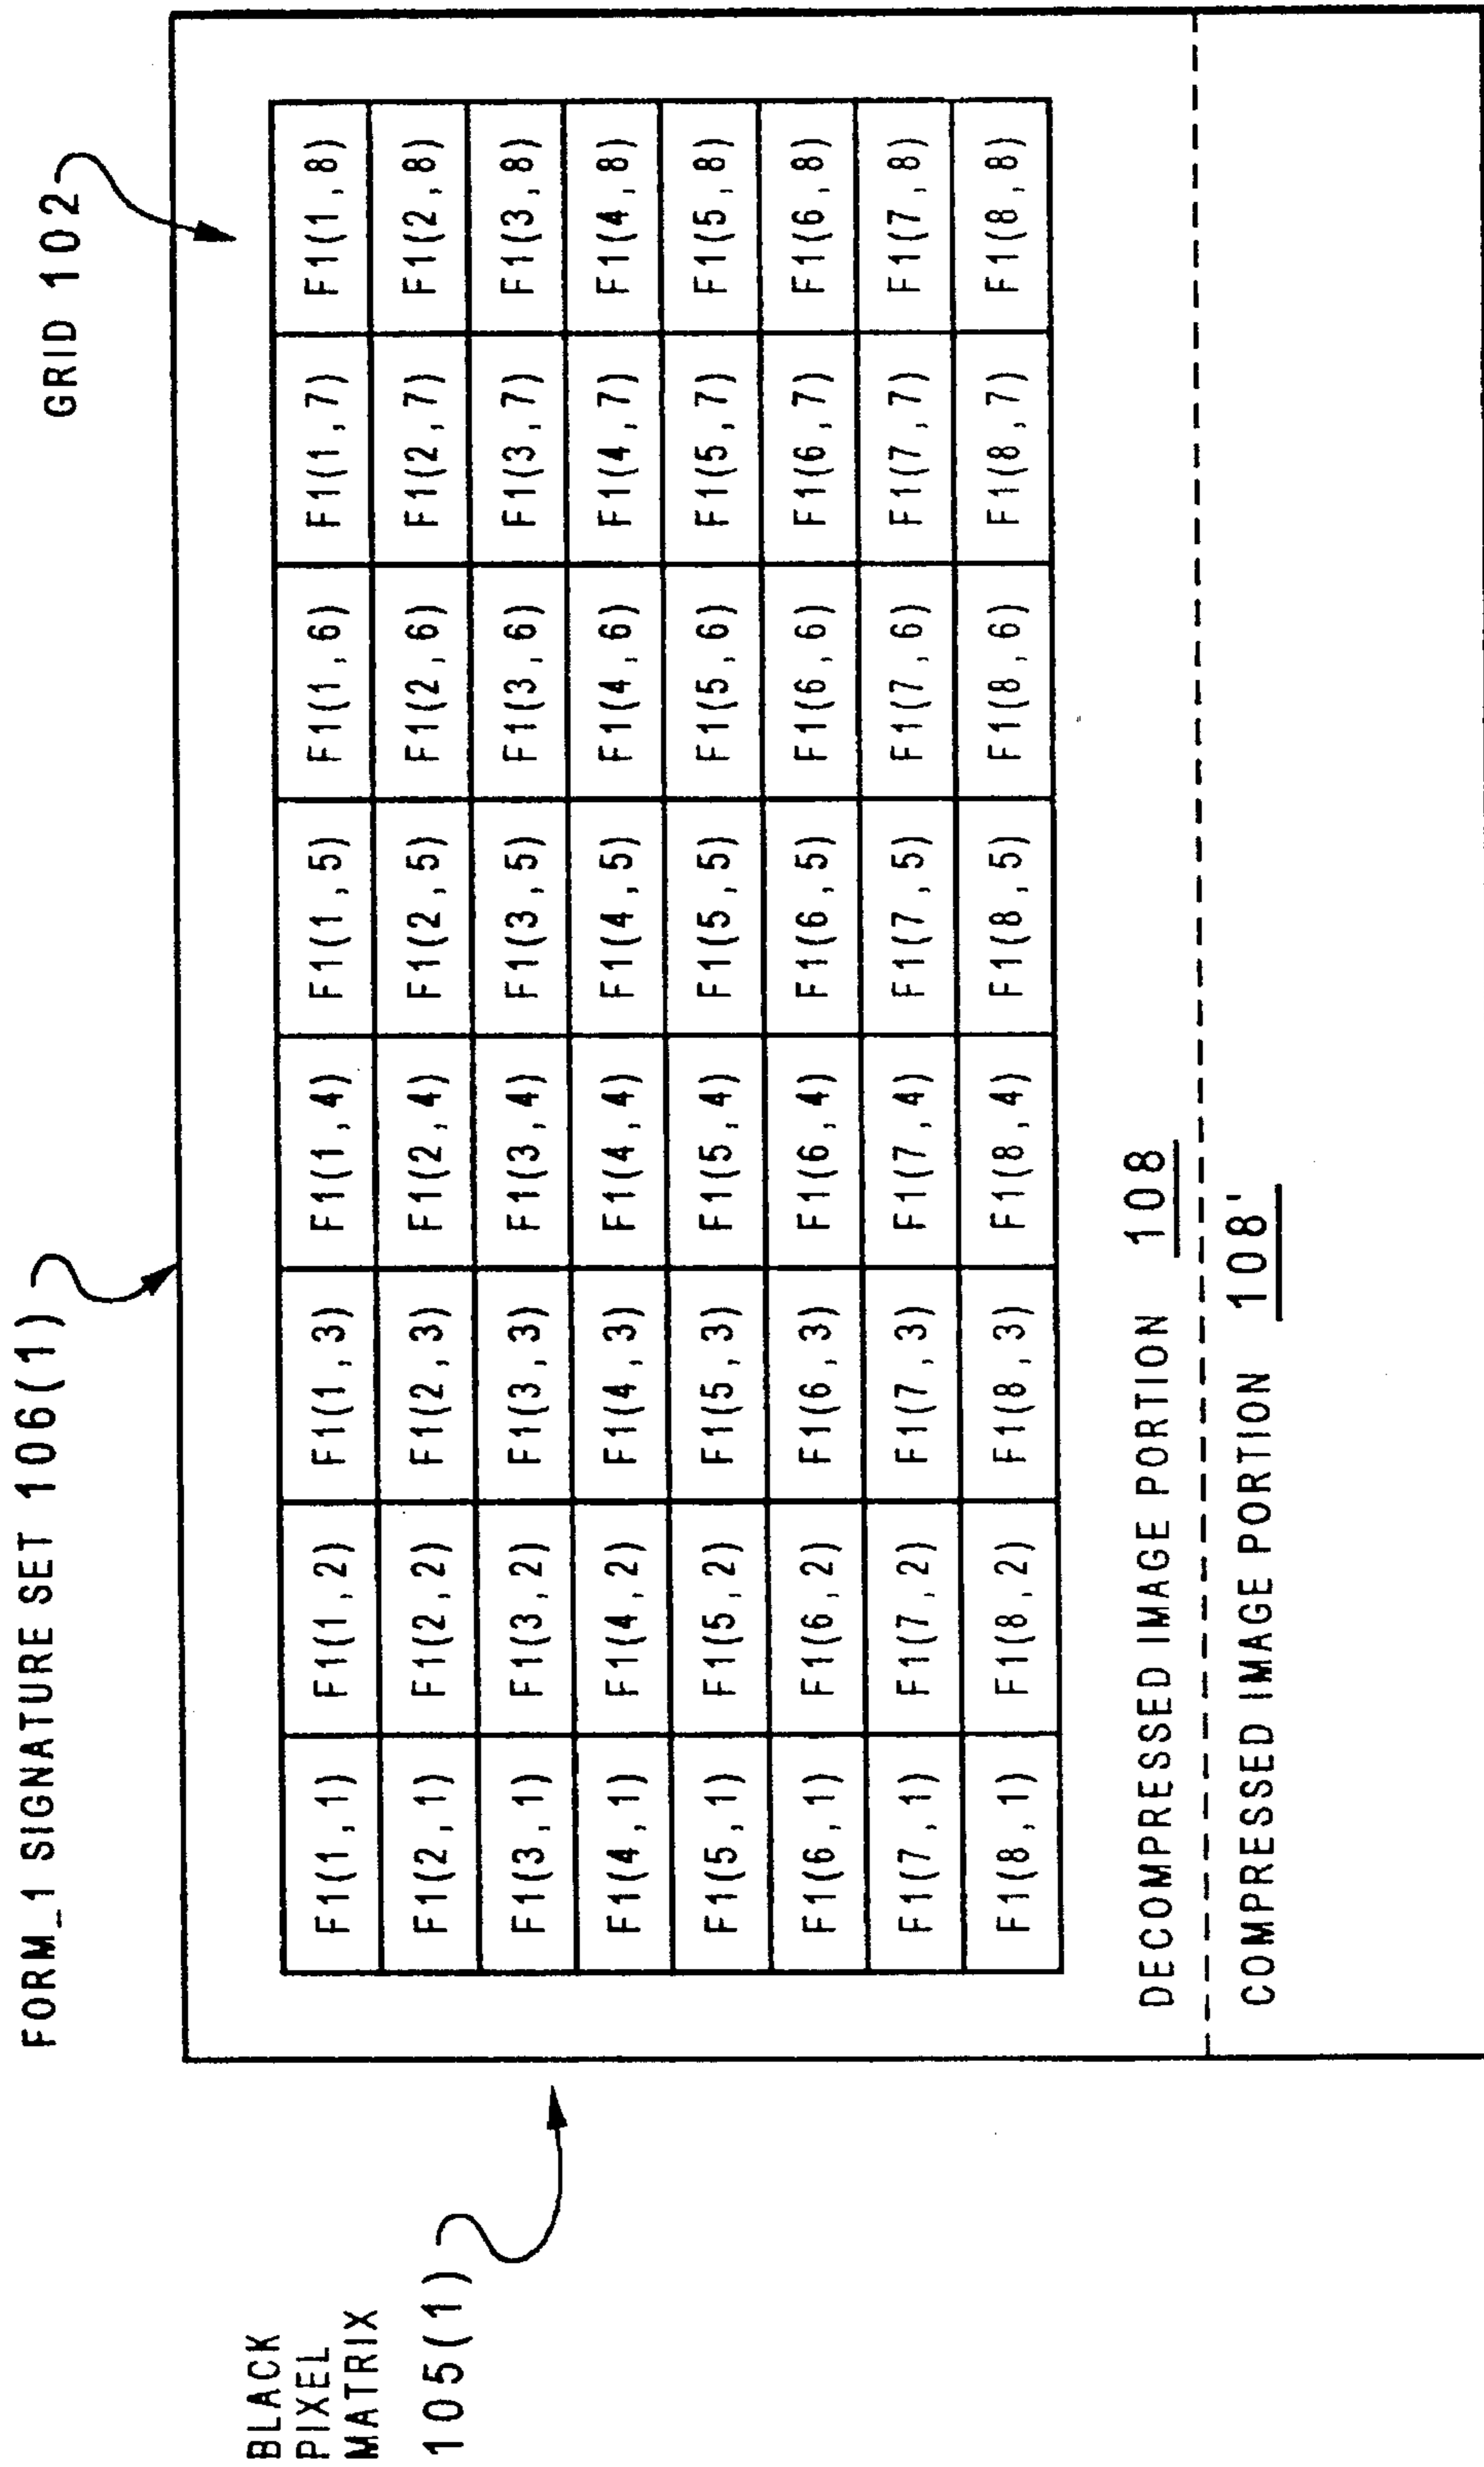 FORM_1 SIGNATURE SET 106(1)
GRID 102
BLACK
PIXEL
MATRIX
105(1)
F1(1,1) F1(1,2) F1(1,3) F1(1,4) F1(1,5) F1(1,6) F1(1,7) F1(1,8)
F1(2,1) F1(2,2) F1(2,3) F1(2,4) F1(2,5) F1(2,6) F1(2,7) F1(2,8)
F1(3,1) F1(3,2) F1(3,3) F1(3,4) F1(3,5) F1(3,6) F1(3,7) F1(3,8)
F1(4,1) F1(4,2) F1(4,3) F1(4,4) F1(4,5) F1(4,6) F1(4,7) F1(4,8)
F1(5,1) F1(5,2) F1(5,3) F1(5,4) F1(5,5) F1(5,6) F1(5,7) F1(5,8)
F1(6,1) F1(6,2) F1(6,3) F1(6,4) F1(6,5) F1(6,6) F1(6,7) F1(6,8)
F1(7,1) F1(7,2) F1(7,3) F1(7,4) F1(7,5) F1(7,6) F1(7,7) F1(7,8)
F1(8,1) F1(8,2) F1(8,3) F1(8,4) F1(8,5) F1(8,6) F1(8,7) F1(8,8)
DECOMPRESSED IMAGE PORTION 108
COMPRESSED IMAGE PORTION 108'